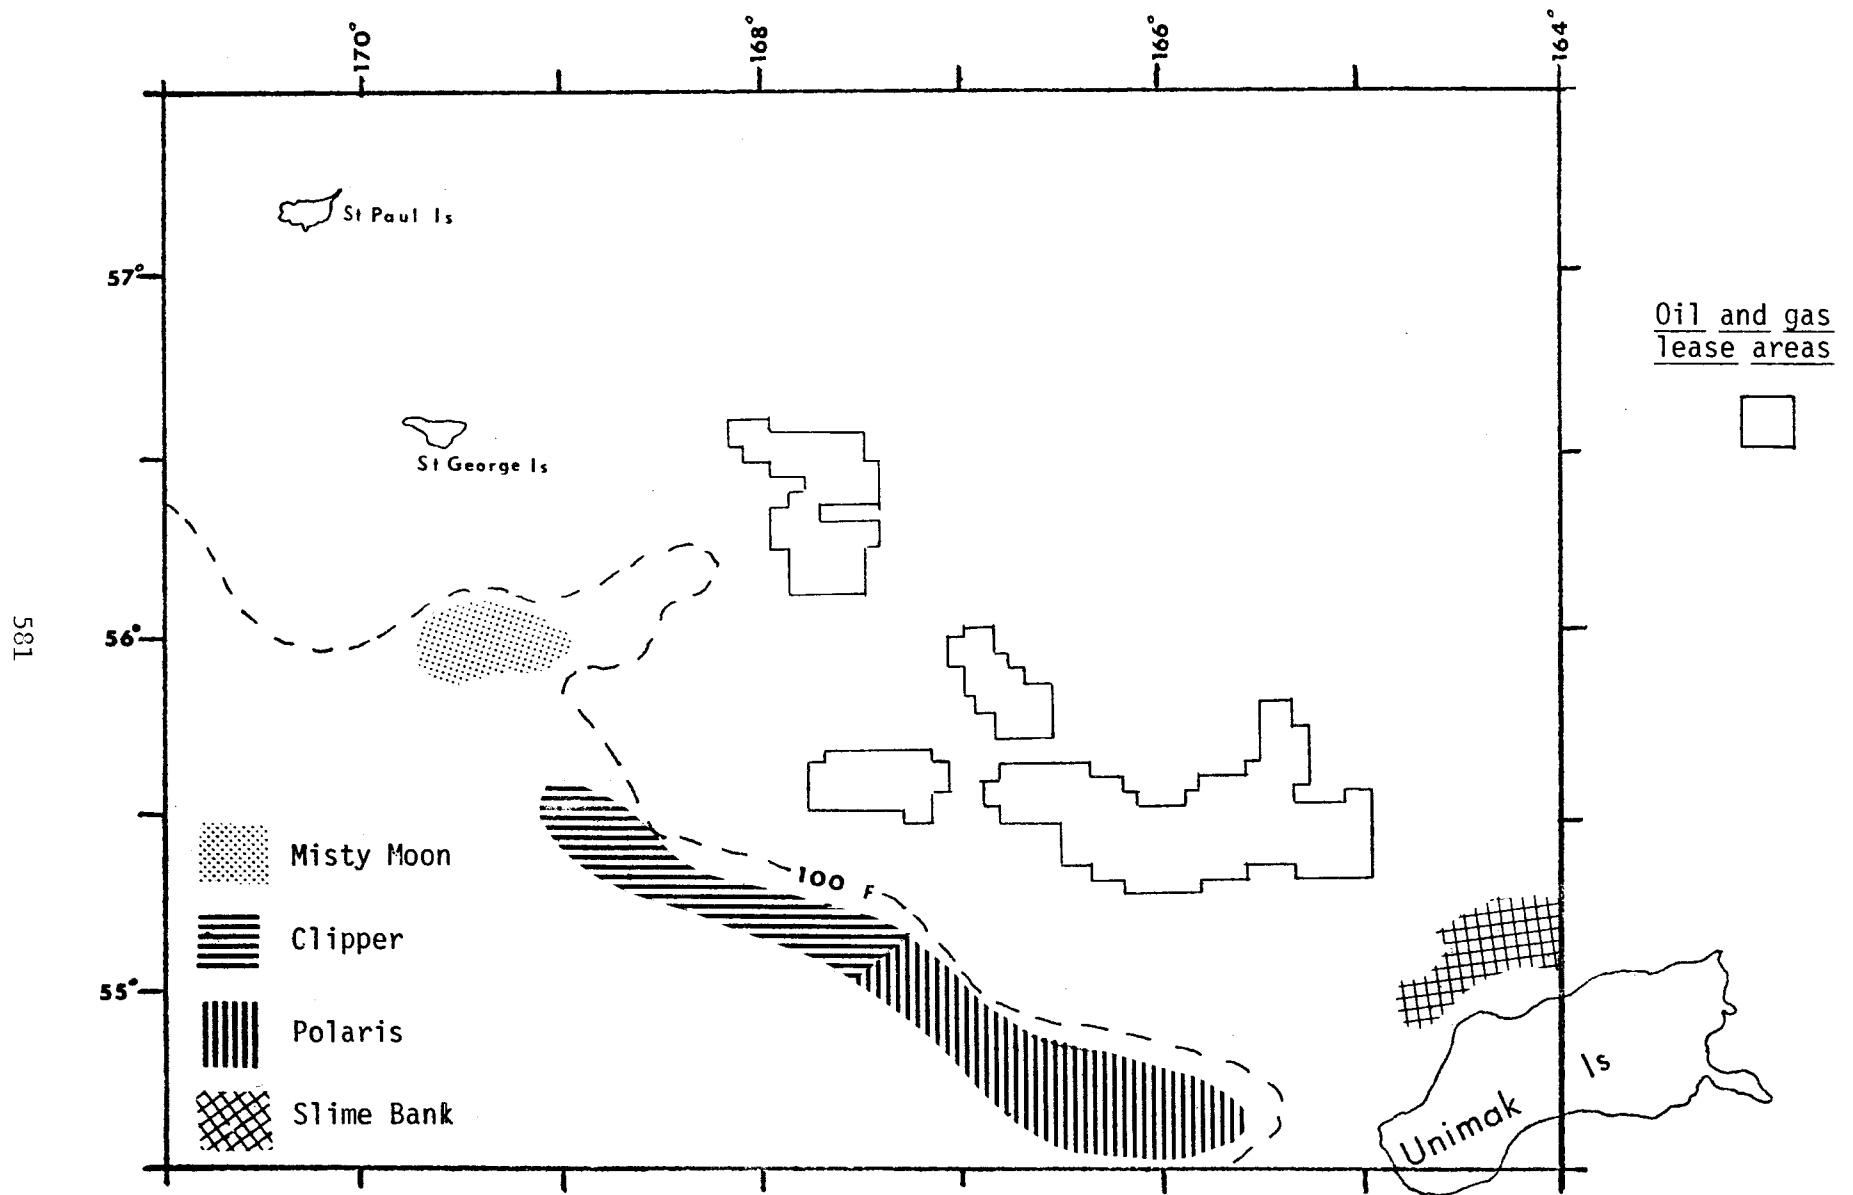 170°
168°
166°
164°
St Paul Is
57°
Oil and gas
lease areas
St George Is
581
56°
Misty Moon
100 F
Clipper
55°
Polaris
Is
Slime Bank
Unimak